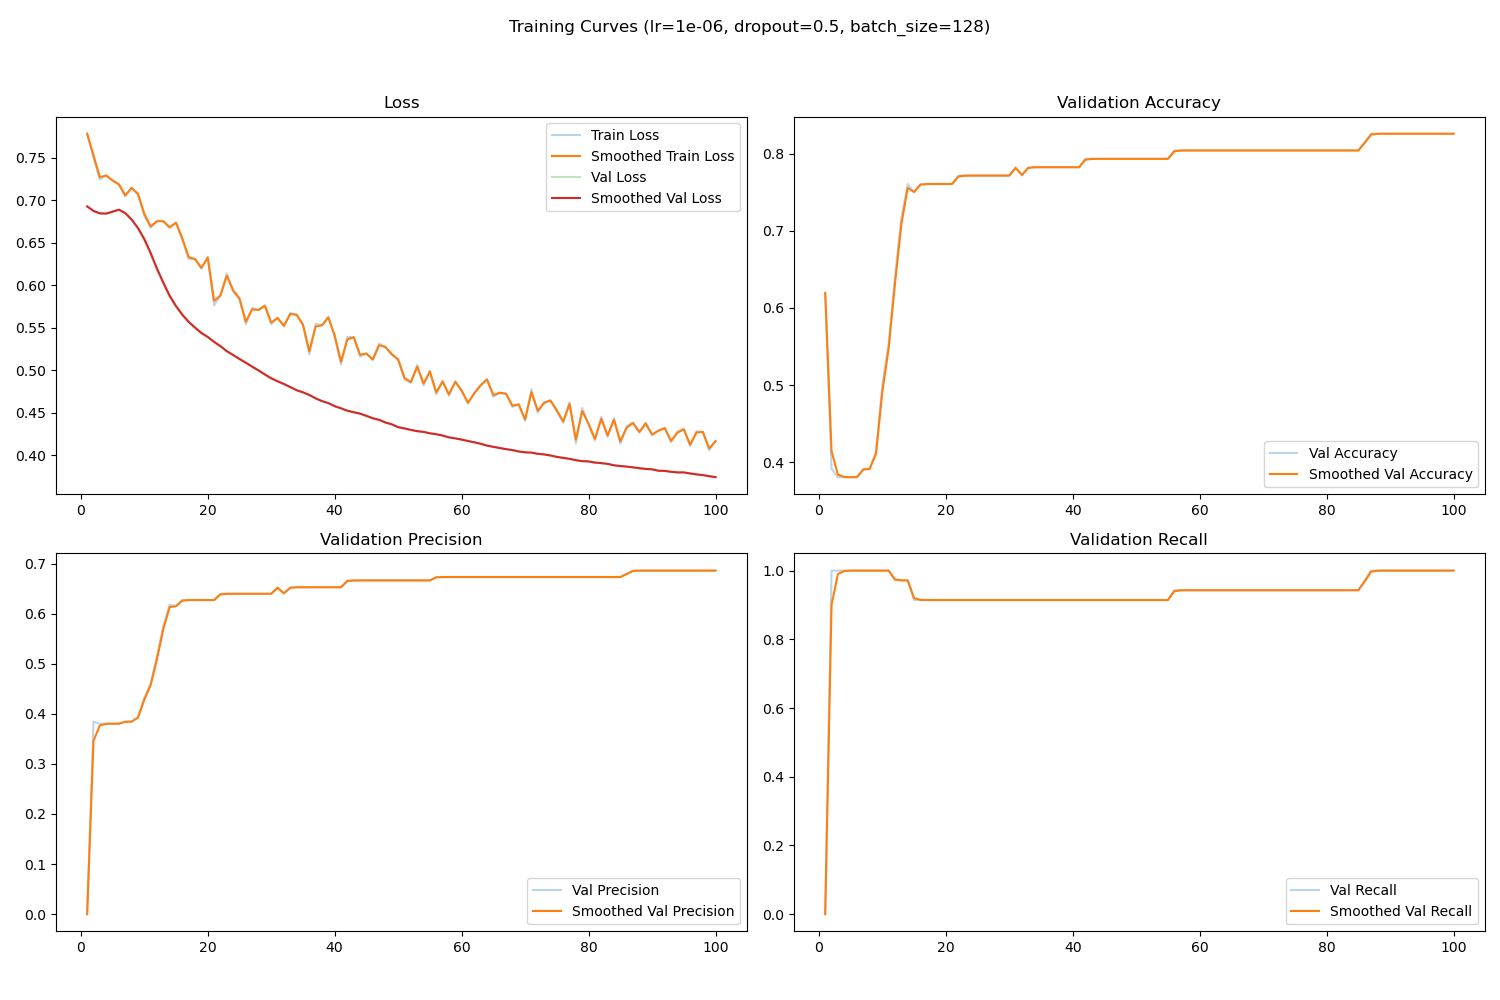 Training Curves (lr=1e-06, dropout=0.5, batch_size=128)
Loss
Train Loss
Smoothed Train Loss
Val Loss
Smoothed Val Loss
0.75
0.70
0.65
0.60
0.55
0.50
0.45
0.40
0 20 40 60 80 100
Validation Accuracy
0.8
0.7
0.6
0.5
0.4
Val Accuracy
Smoothed Val Accuracy
0 20 40 60 80 100
Validation Precision
0.7
0.6
0.5
0.4
0.3
0.2
0.1
0.0
Val Precision
Smoothed Val Precision
0 20 40 60 80 100
Validation Recall
1.0
0.8
0.6
0.4
0.2
0.0
Val Recall
Smoothed Val Recall
0 20 40 60 80 100